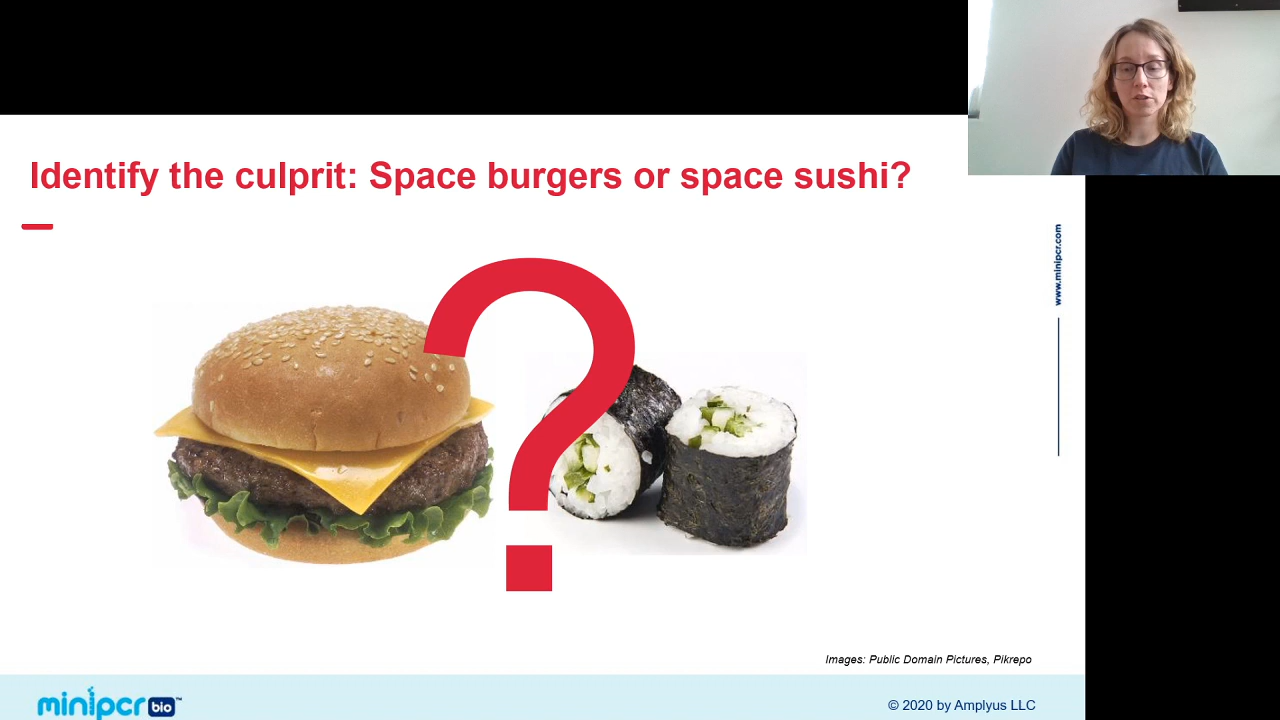 Identify the culprit: Space burgers or space sushi?
www.minipcr.com
?
Images: Public Domain Pictures, Pikrepo
minipcr bio™
© 2020 by Amplyus LLC